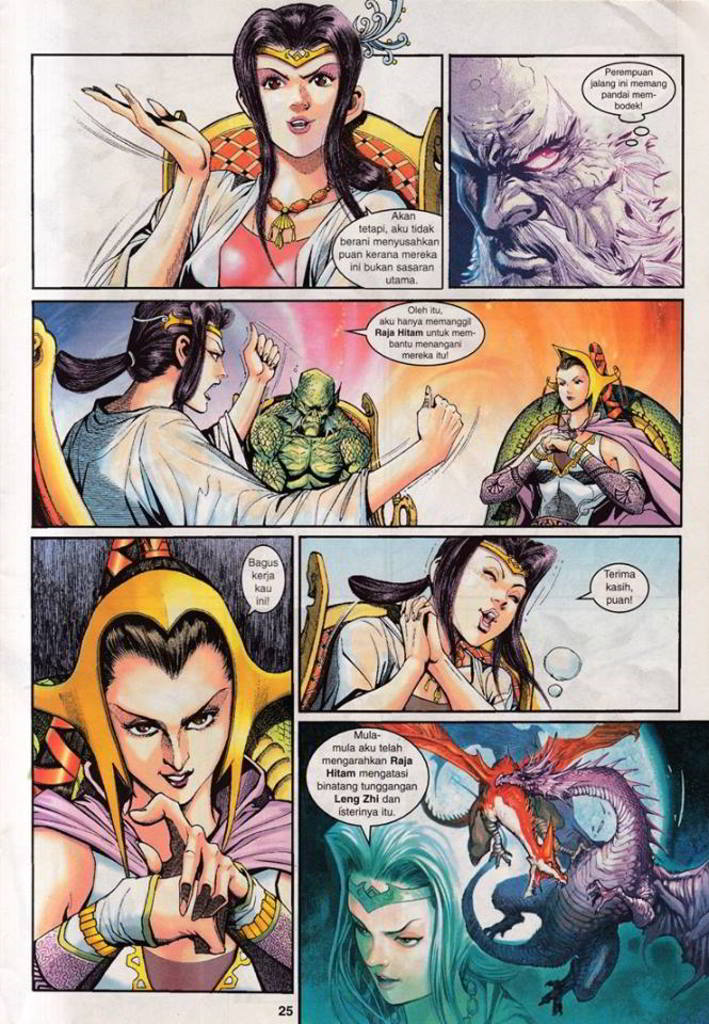 Akan
tetapi, aku tidak
berani menyusahkan
puan kerana mereka
ini bukan sasaran
utama.
Perempuan
jalang ini memang
pandai mem-
bodek!
Oleh itu,
aku hanya memanggil
Raja Hitam untuk mem-
bantu menangani
mereka itu!
Bagus
kerja
kau
ini!
Terima
kasih,
puan!
Mula-
mula aku telah
mengarahkan Raja
Hitam mengatasi
binatang tunggangan
Leng Zhi dan
isterinya itu.
25